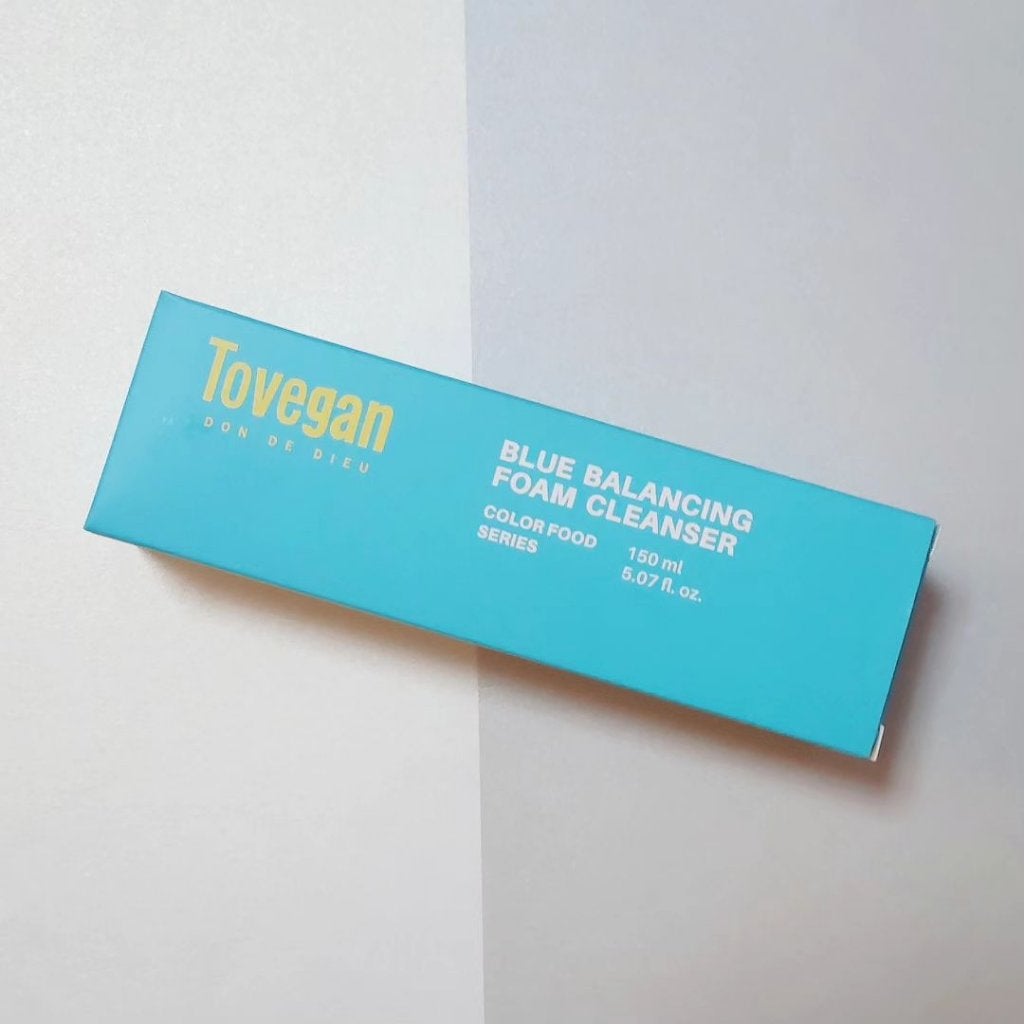 Tovegan
DON DE DIEU
BLUE BALANCING
FOAM CLEANSER
COLOR FOOD
SERIES
150 ml
5.07 fl. oz.